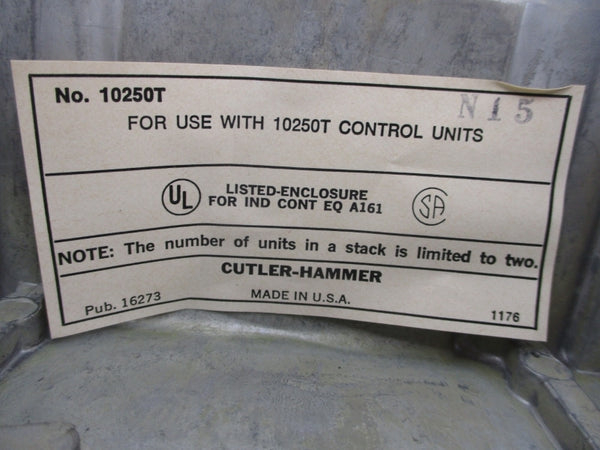 No. 10250T
N15
FOR USE WITH 10250T CONTROL UNITS
UL
LISTED-ENCLOSURE
FOR IND CONT EQ A161
SA
NOTE: The number of units in a stack is limited to two.
CUTLER-HAMMER
Pub. 16273
MADE IN U.S.A.
1176